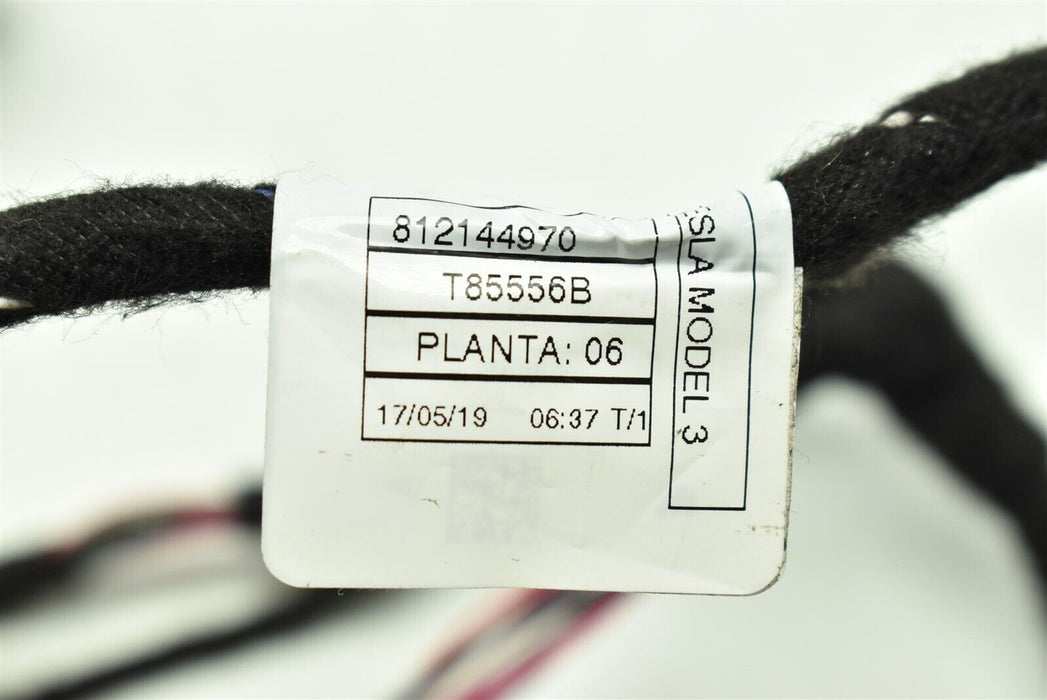 812144970
T85556B
PLANTA: 06
17/05/19 06:37 T/1
SLA MODEL 3